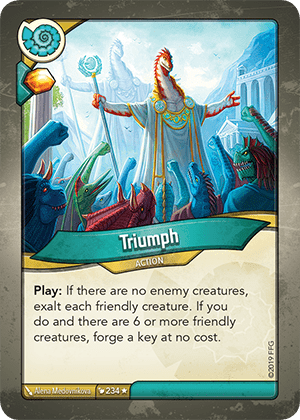 Triumph
ACTION
Play: If there are no enemy creatures,
exalt each friendly creature. If you
do and there are 6 or more friendly
creatures, forge a key at no cost.
©2019 FFG
Alena Medovnikova
234